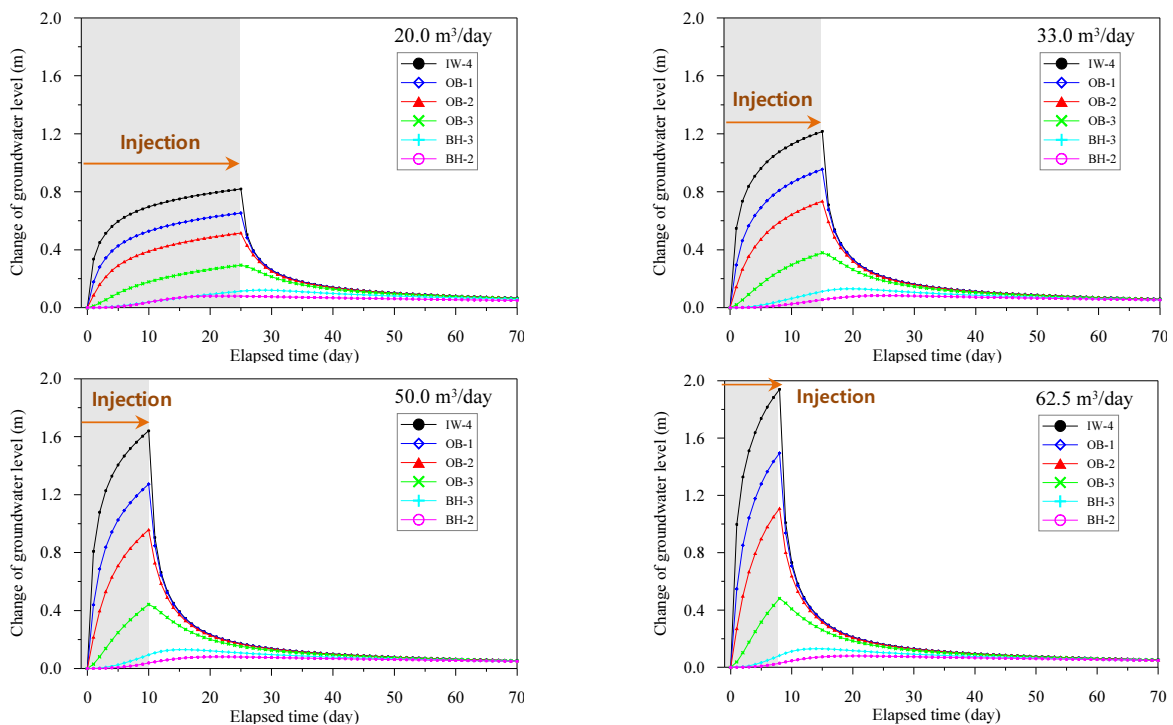 2.0
1.6
1.2
0.8
0.4
0.0
Change of groundwater level (m)
20.0 m³/day
IW-4
OB-1
OB-2
OB-3
BH-3
BH-2
Injection
0 10 20 30 40 50 60 70
Elapsed time (day)
2.0
1.6
1.2
0.8
0.4
0.0
Change of groundwater level (m)
33.0 m³/day
IW-4
OB-1
OB-2
OB-3
BH-3
BH-2
Injection
0 10 20 30 40 50 60 70
Elapsed time (day)
2.0
1.6
1.2
0.8
0.4
0.0
Change of groundwater level (m)
50.0 m³/day
IW-4
OB-1
OB-2
OB-3
BH-3
BH-2
Injection
0 10 20 30 40 50 60 70
Elapsed time (day)
2.0
1.6
1.2
0.8
0.4
0.0
Change of groundwater level (m)
62.5 m³/day
IW-4
OB-1
OB-2
OB-3
BH-3
BH-2
Injection
0 10 20 30 40 50 60 70
Elapsed time (day)